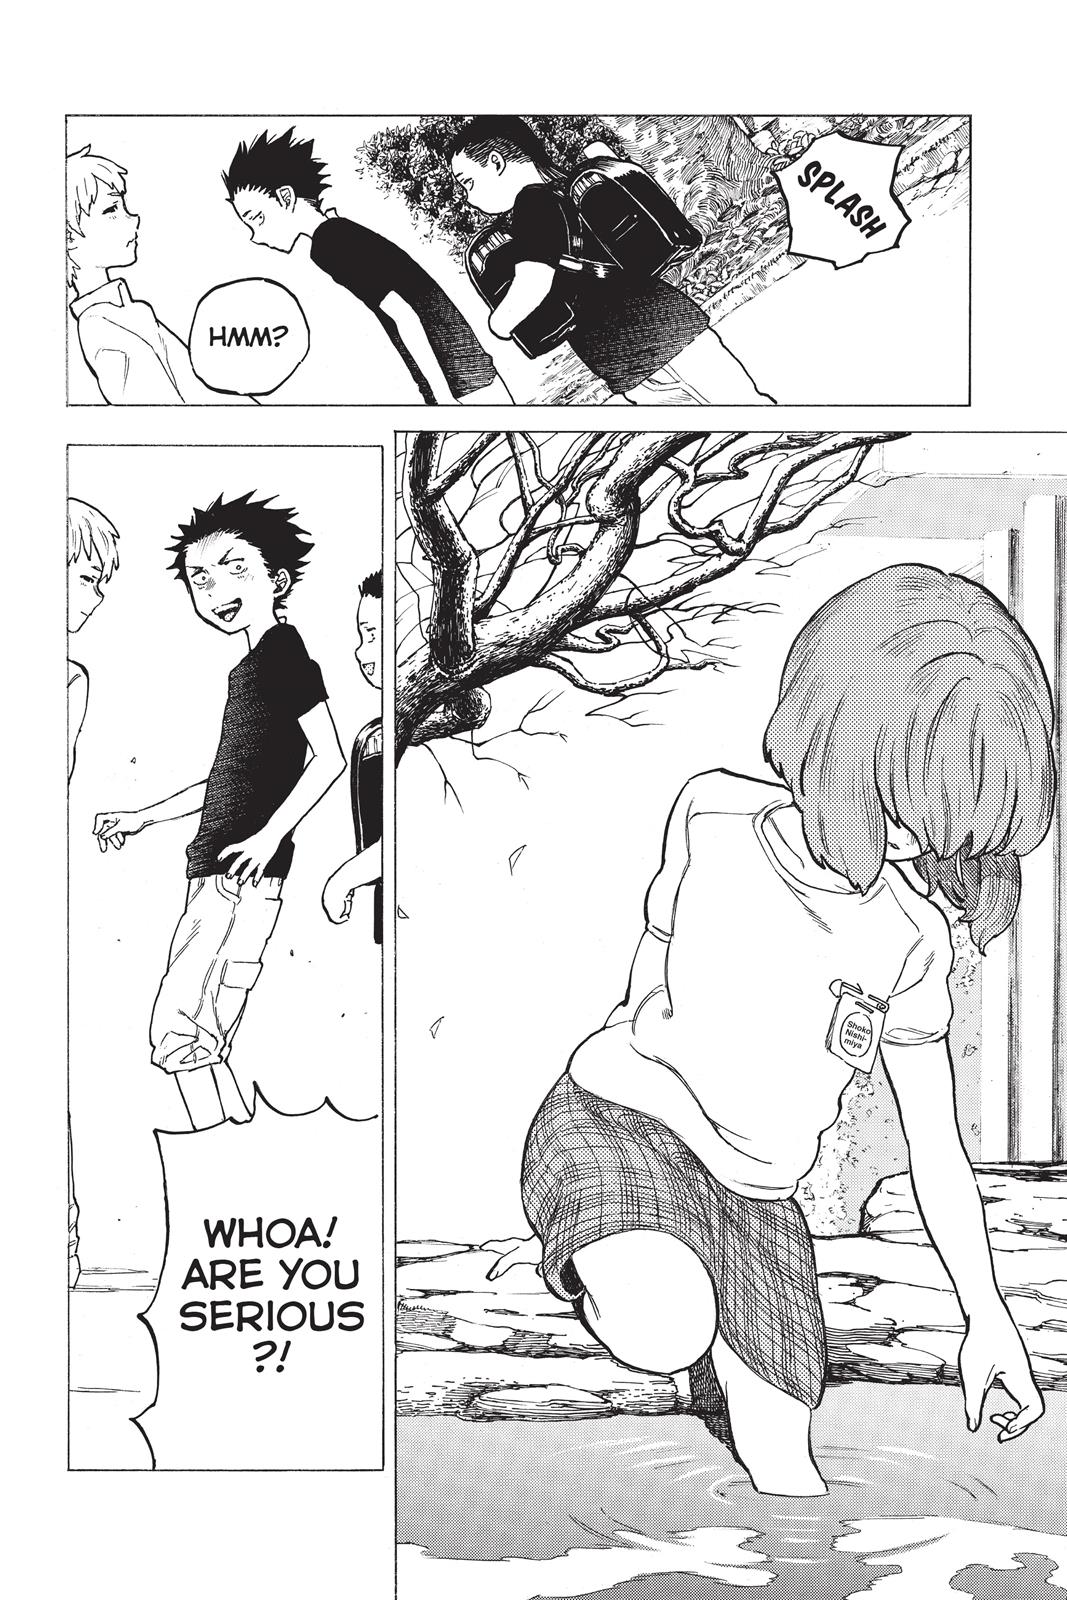 SPLASH
HMM?
Shoko
Nishi-
miya
WHOA!
ARE YOU
SERIOUS
?!